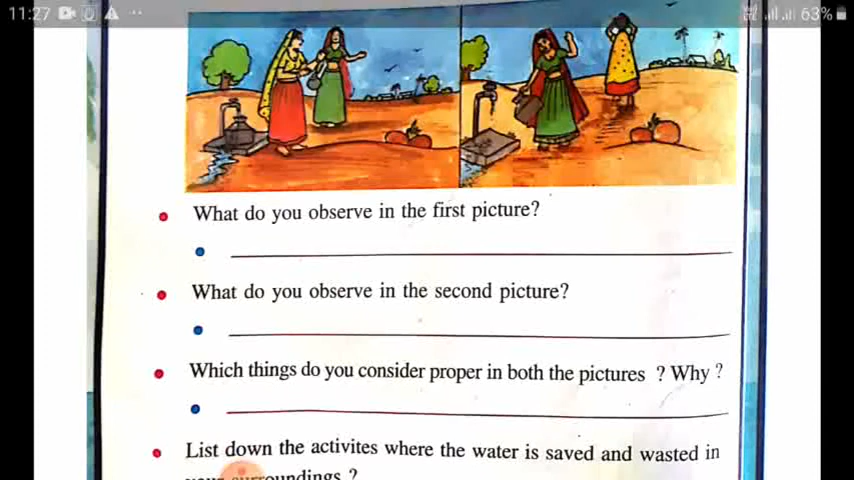 11:27
63%
What do you observe in the first picture?
What do you observe in the second picture?
Which things do you consider proper in both the pictures ? Why ?
List down the activites where the water is saved and wasted in
surroundings ?